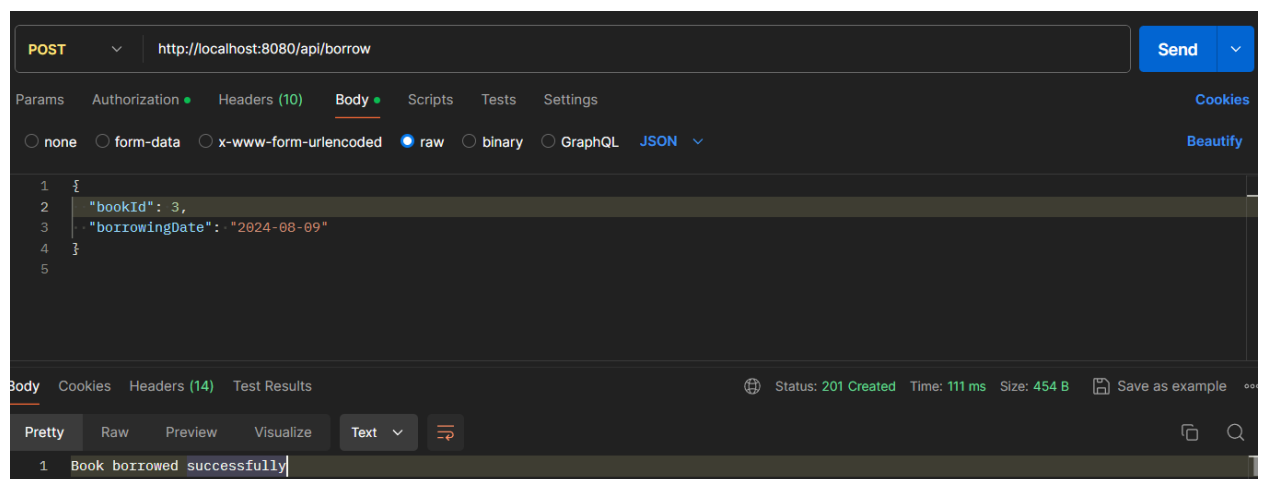 POST http://localhost:8080/api/borrow Send
Params Authorization Headers (10) Body Scripts Tests Settings Cookies
none form-data x-www-form-urlencoded raw binary GraphQL JSON Beautify
1 {
2 "bookId": 3,
3 "borrowingDate": "2024-08-09"
4 }
5
Body Cookies Headers (14) Test Results Status: 201 Created Time: 111 ms Size: 454 B Save as example
Pretty Raw Preview Visualize Text
1 Book borrowed successfully